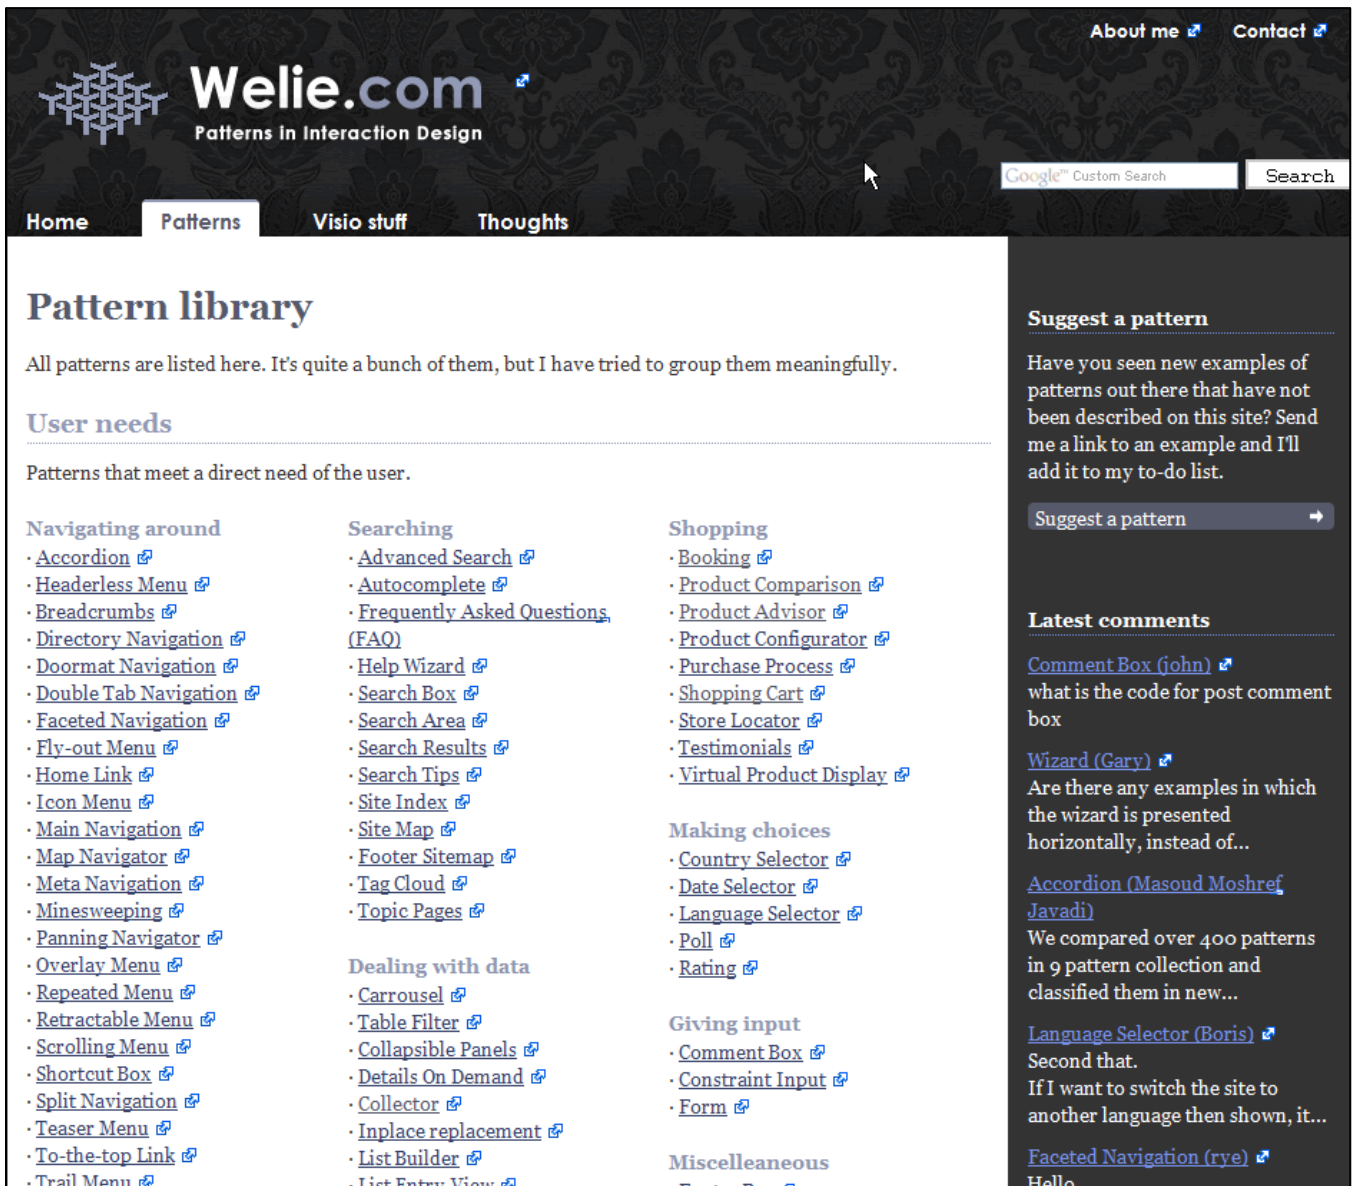 About me Contact
Welie.com
Patterns in Interaction Design
Google™ Custom Search Search
Home Patterns Visio stuff Thoughts
Pattern library
All patterns are listed here. It's quite a bunch of them, but I have tried to group them meaningfully.
User needs
Patterns that meet a direct need of the user.
Navigating around
· Accordion
· Headerless Menu
· Breadcrumbs
· Directory Navigation
· Doormat Navigation
· Double Tab Navigation
· Faceted Navigation
· Fly-out Menu
· Home Link
· Icon Menu
· Main Navigation
· Map Navigator
· Meta Navigation
· Minesweeping
· Panning Navigator
· Overlay Menu
· Repeated Menu
· Retractable Menu
· Scrolling Menu
· Shortcut Box
· Split Navigation
· Teaser Menu
· To-the-top Link
· Trail Menu
Searching
· Advanced Search
· Autocomplete
· Frequently Asked Questions
(FAQ)
· Help Wizard
· Search Box
· Search Area
· Search Results
· Search Tips
· Site Index
· Site Map
· Footer Sitemap
· Tag Cloud
· Topic Pages
Dealing with data
· Carrousel
· Table Filter
· Collapsible Panels
· Details On Demand
· Collector
· Inplace replacement
· List Builder
· List Entry View
Shopping
· Booking
· Product Comparison
· Product Advisor
· Product Configurator
· Purchase Process
· Shopping Cart
· Store Locator
· Testimonials
· Virtual Product Display
Making choices
· Country Selector
· Date Selector
· Language Selector
· Poll
· Rating
Giving input
· Comment Box
· Constraint Input
· Form
Miscelleaneous
Suggest a pattern
Have you seen new examples of
patterns out there that have not
been described on this site? Send
me a link to an example and I'll
add it to my to-do list.
Suggest a pattern
Latest comments
Comment Box (john)
what is the code for post comment
box
Wizard (Gary)
Are there any examples in which
the wizard is presented
horizontally, instead of...
Accordion (Masoud Moshref
Javadi)
We compared over 400 patterns
in 9 pattern collection and
classified them in new...
Language Selector (Boris)
Second that.
If I want to switch the site to
another language then shown, it...
Faceted Navigation (rye)
Hello